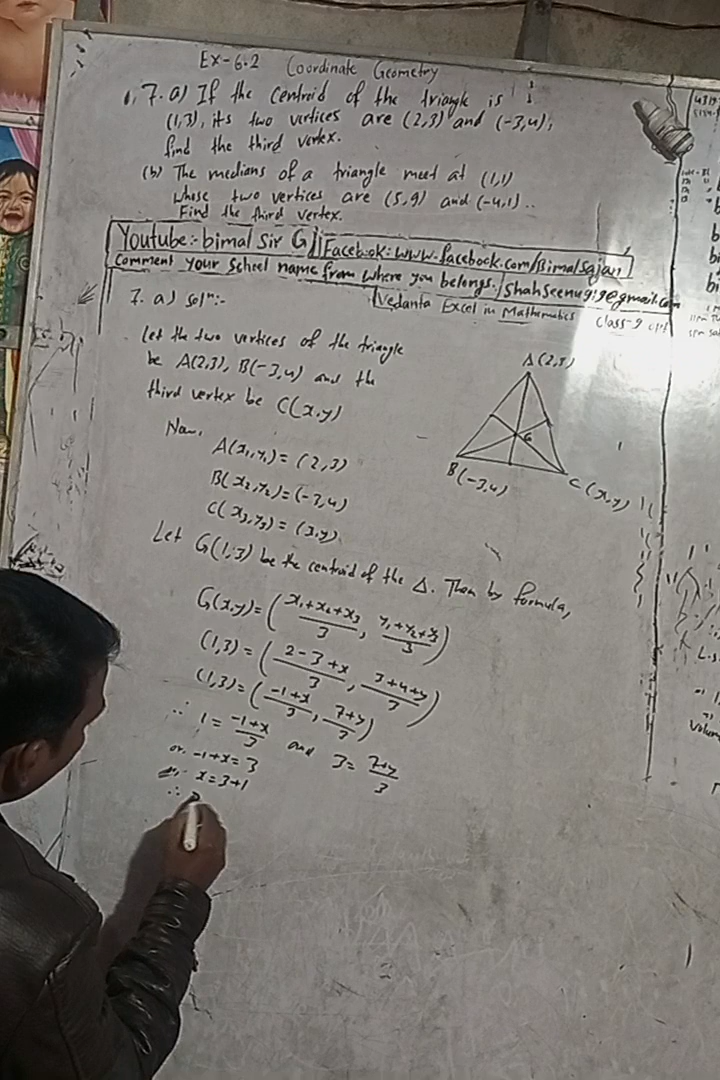 Ex-6.2 Coordinate Geometry
7. a) If the centroid of the triangle is
(1,3), its two vertices are (2,3) and (-3,4),
find the third vertex.
(b) The medians of a triangle meet at (1,1)
whose two vertices are (5,9) and (-4,1)..
Find the third vertex.
Youtube:- bimal Sir G
Facebook: www.facebook.com/Bimalsajan
Comment your School name from where you belongs.
shahseenu919@gmail.com
Vedanta Excel in Mathematics Class-9
7. a) Solⁿ:-
Let the two vertices of the triangle
be A(2,3), B(-3,4) and the
third vertex be C(x,y)
Now,
A(x₁,y₁) = (2,3)
B(x₂,y₂) = (-3,4)
C(x₃,y₃) = (x,y)
A(2,3)
G
B(-3,4)
C(x,y)
Let G(1,3) be the centroid of the Δ. Then by formula,
G(x,y) = (x₁+x₂+x₃/3, y₁+y₂+y₃/3)
(1,3) = (2-3+x/3, 3+4+y/3)
(1,3) = (-1+x/3, 7+y/3)
∴ 1 = -1+x/3 and 3 = 7+y/3
or, -1+x = 3
x = 3+1
∴